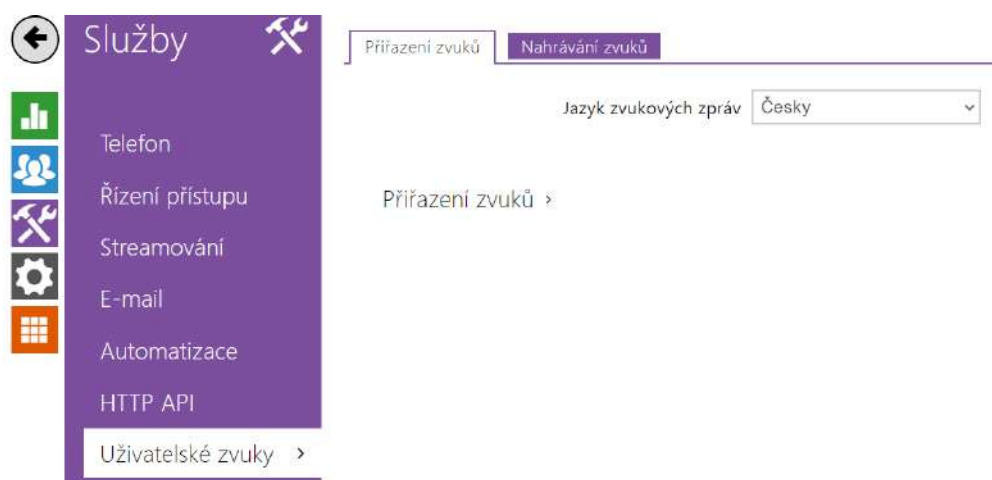 Služby
Telefon
Řízení přístupu
Streamování
E-mail
Automatizace
HTTP API
Uživatelské zvuky
Přiřazení zvuků
Nahrávání zvuků
Jazyk zvukových zpráv
Česky
Přiřazení zvuků